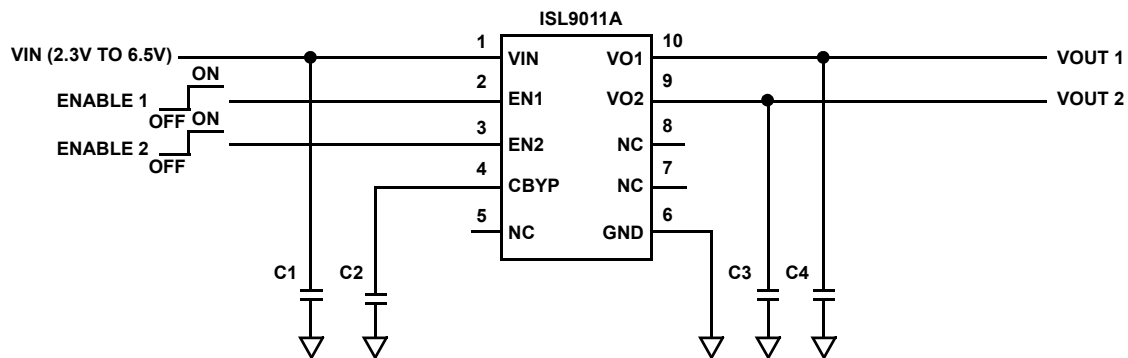 ISL9011A
VIN (2.3V TO 6.5V)
1
VIN
VO1
10
VOUT 1
ENABLE 1
OFF
ON
2
EN1
VO2
9
VOUT 2
ENABLE 2
OFF
ON
3
EN2
NC
8
4
CBYP
NC
7
5
NC
GND
6
C1
C2
C3
C4